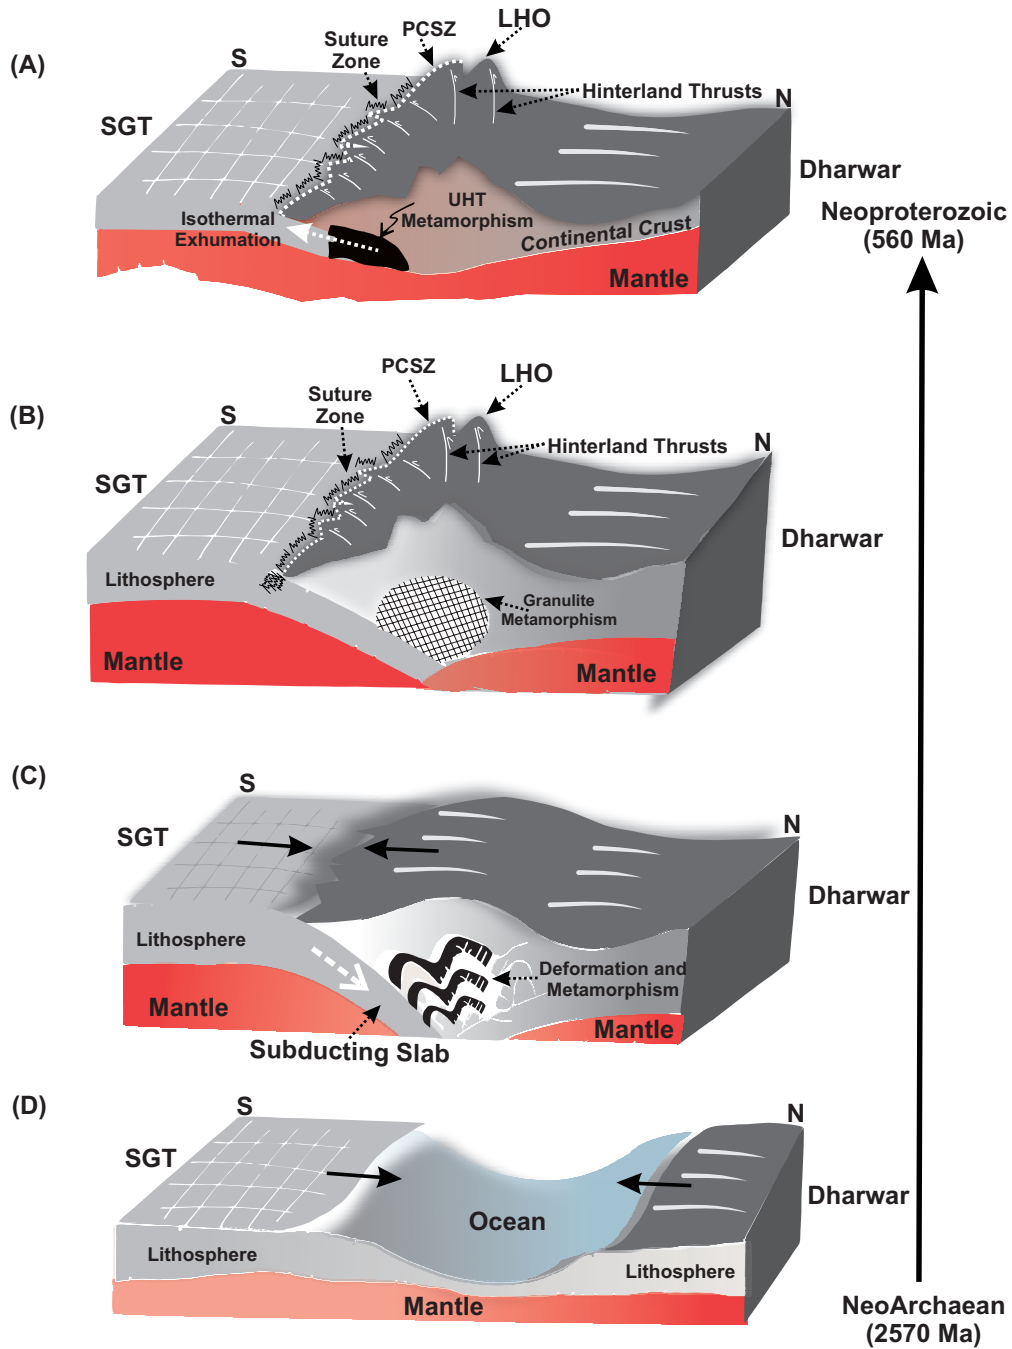 (A)
S
Suture
Zone
PCSZ
LHO
Hinterland Thrusts
N
SGT
Dharwar
Isothermal
Exhumation
UHT
Metamorphism
Continental Crust
Mantle
Neoproterozoic
(560 Ma)
(B)
S
Suture
Zone
PCSZ
LHO
Hinterland Thrusts
N
SGT
Dharwar
Lithosphere
Granulite
Metamorphism
Mantle
Mantle
(C)
S
N
SGT
Dharwar
Lithosphere
Deformation and
Metamorphism
Mantle
Mantle
Subducting Slab
(D)
S
N
SGT
Dharwar
Ocean
Lithosphere
Lithosphere
Mantle
NeoArchaean
(2570 Ma)